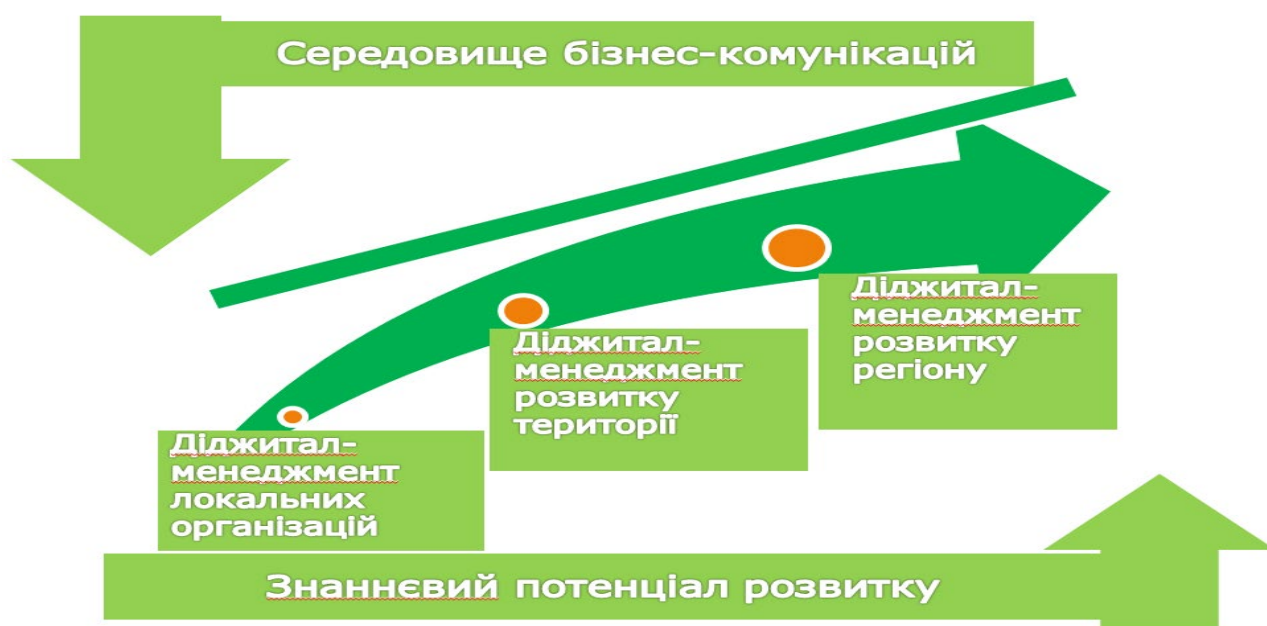 Середовище бізнес-комунікацій
Діджитал-
менеджмент
розвитку
регіону
Діджитал-
менеджмент
розвитку
території
Діджитал-
менеджмент
локальних
організацій
Знаннєвий потенціал розвитку